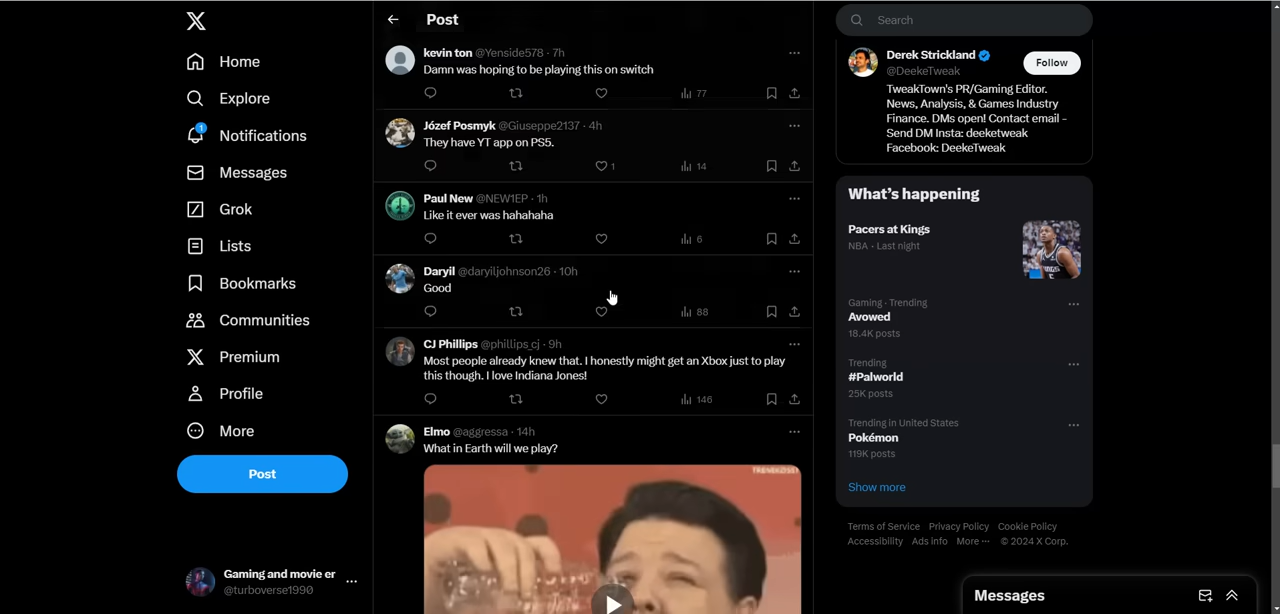 Home
Explore
1
Notifications
Messages
Grok
Lists
Bookmarks
Communities
Premium
Profile
More
Post
Gaming and movie er
@turboverse1990
Post
kevin ton @Yenside578 · 7h
Damn was hoping to be playing this on switch
77
Józef Posmyk @Giuseppe2137 · 4h
They have YT app on PS5.
1
14
Paul New @NEW1EP · 1h
Like it ever was hahahaha
6
Daryil @daryiljohnson26 · 10h
Good
88
CJ Phillips @phillips_cj · 9h
Most people already knew that. I honestly might get an Xbox just to play
this though. I love Indiana Jones!
146
Elmo @aggressa · 14h
What in Earth will we play?
Search
Derek Strickland
@DeekeTweak
Follow
TweakTown's PR/Gaming Editor.
News, Analysis, & Games Industry
Finance. DMs open! Contact email -
Send DM Insta: deeketweak
Facebook: DeekeTweak
What's happening
Pacers at Kings
NBA · Last night
Gaming · Trending
Avowed
18.4K posts
Trending
#Palworld
25K posts
Trending in United States
Pokémon
119K posts
Show more
Terms of Service Privacy Policy Cookie Policy
Accessibility Ads info More ··· © 2024 X Corp.
Messages